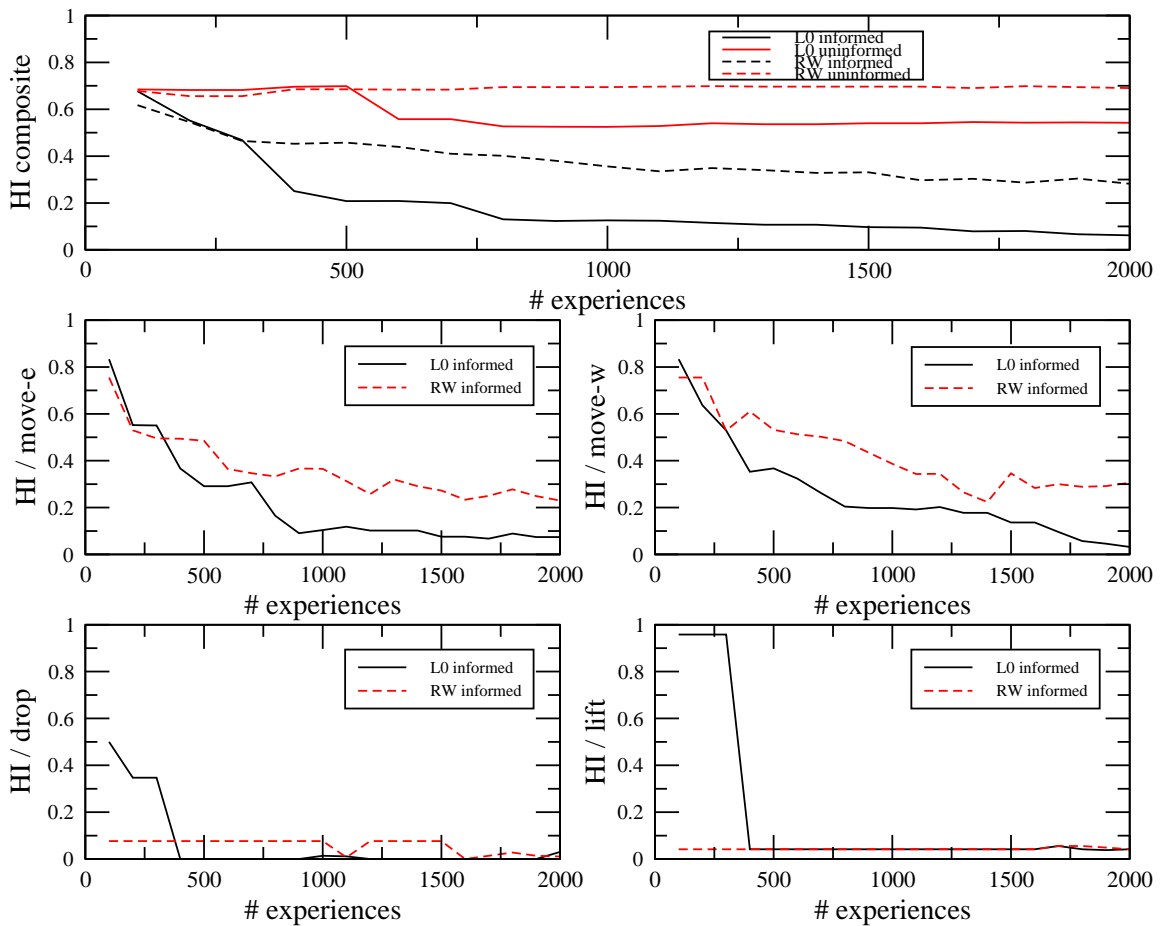 1
0.8
0.6
0.4
0.2
0
HI composite
L0 informed
L0 uninformed
RW informed
RW uninformed
0 500 1000 1500 2000
# experiences
1
0.8
0.6
0.4
0.2
0
HI / move-e
L0 informed
RW informed
0 500 1000 1500 2000
# experiences
1
0.8
0.6
0.4
0.2
0
HI / move-w
L0 informed
RW informed
0 500 1000 1500 2000
# experiences
1
0.8
0.6
0.4
0.2
0
HI / drop
L0 informed
RW informed
0 500 1000 1500 2000
# experiences
1
0.8
0.6
0.4
0.2
0
HI / lift
L0 informed
RW informed
0 500 1000 1500 2000
# experiences